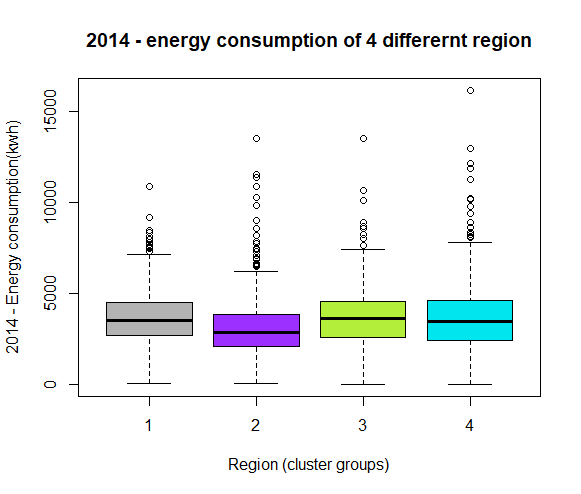 2014 - energy consumption of 4 differernt region
2014 - Energy consumption(kwh)
15000
10000
5000
0
1 2 3 4
Region (cluster groups)